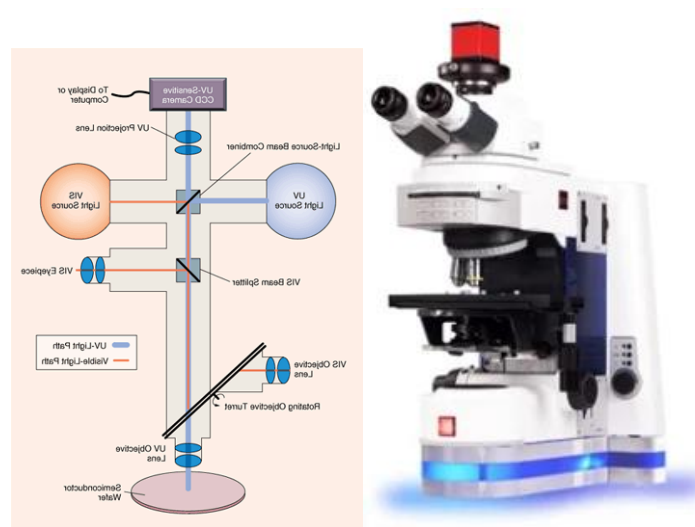 UV-Sensitive
CCD Camera
To Display or
Computer
UV Projection Lens
Light-Source Beam Combiner
VIS
Light Source
UV
Light Source
VIS Eyepiece
VIS Beam Splitter
UV-Light Path
Visible-Light Path
VIS Objective
Lens
Rotating Objective Turret
UV Objective
Lens
Semiconductor
Wafer